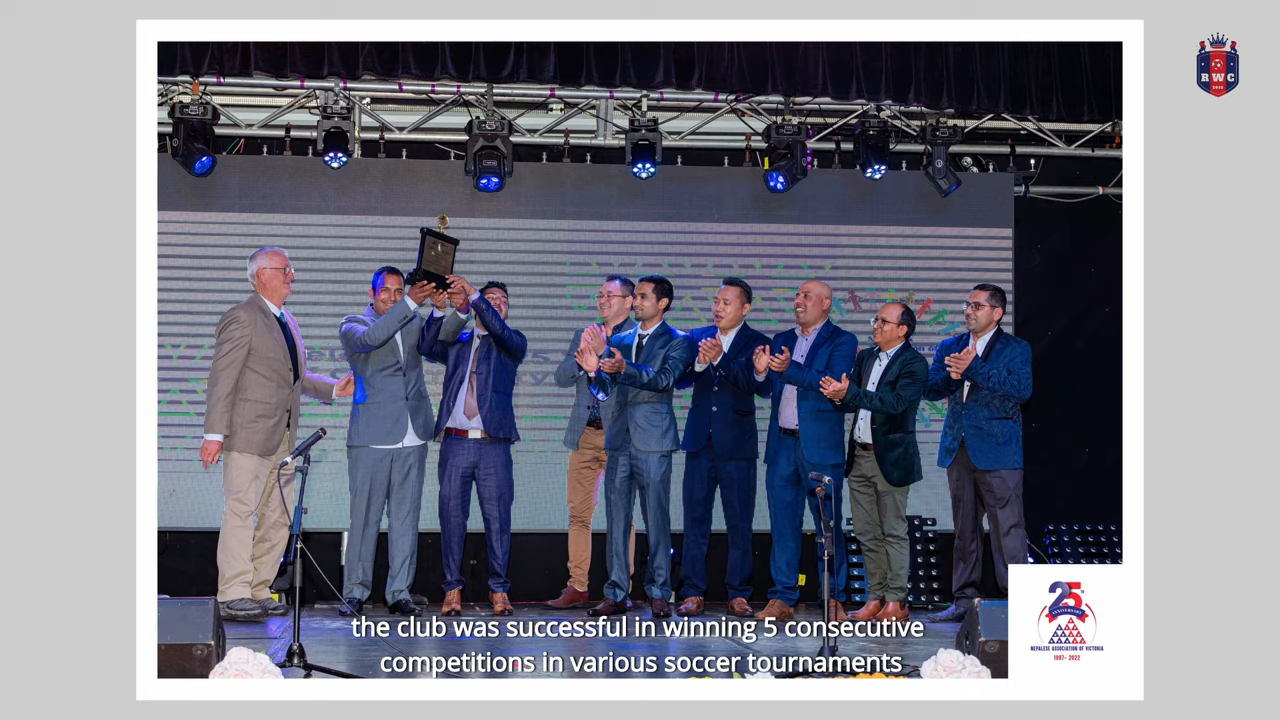 RWC
the club was successful in winning 5 consecutive
competitions in various soccer tournaments
25
TH
ANNIVERSARY
NEPALESE ASSOCIATION OF VICTORIA
1997- 2022